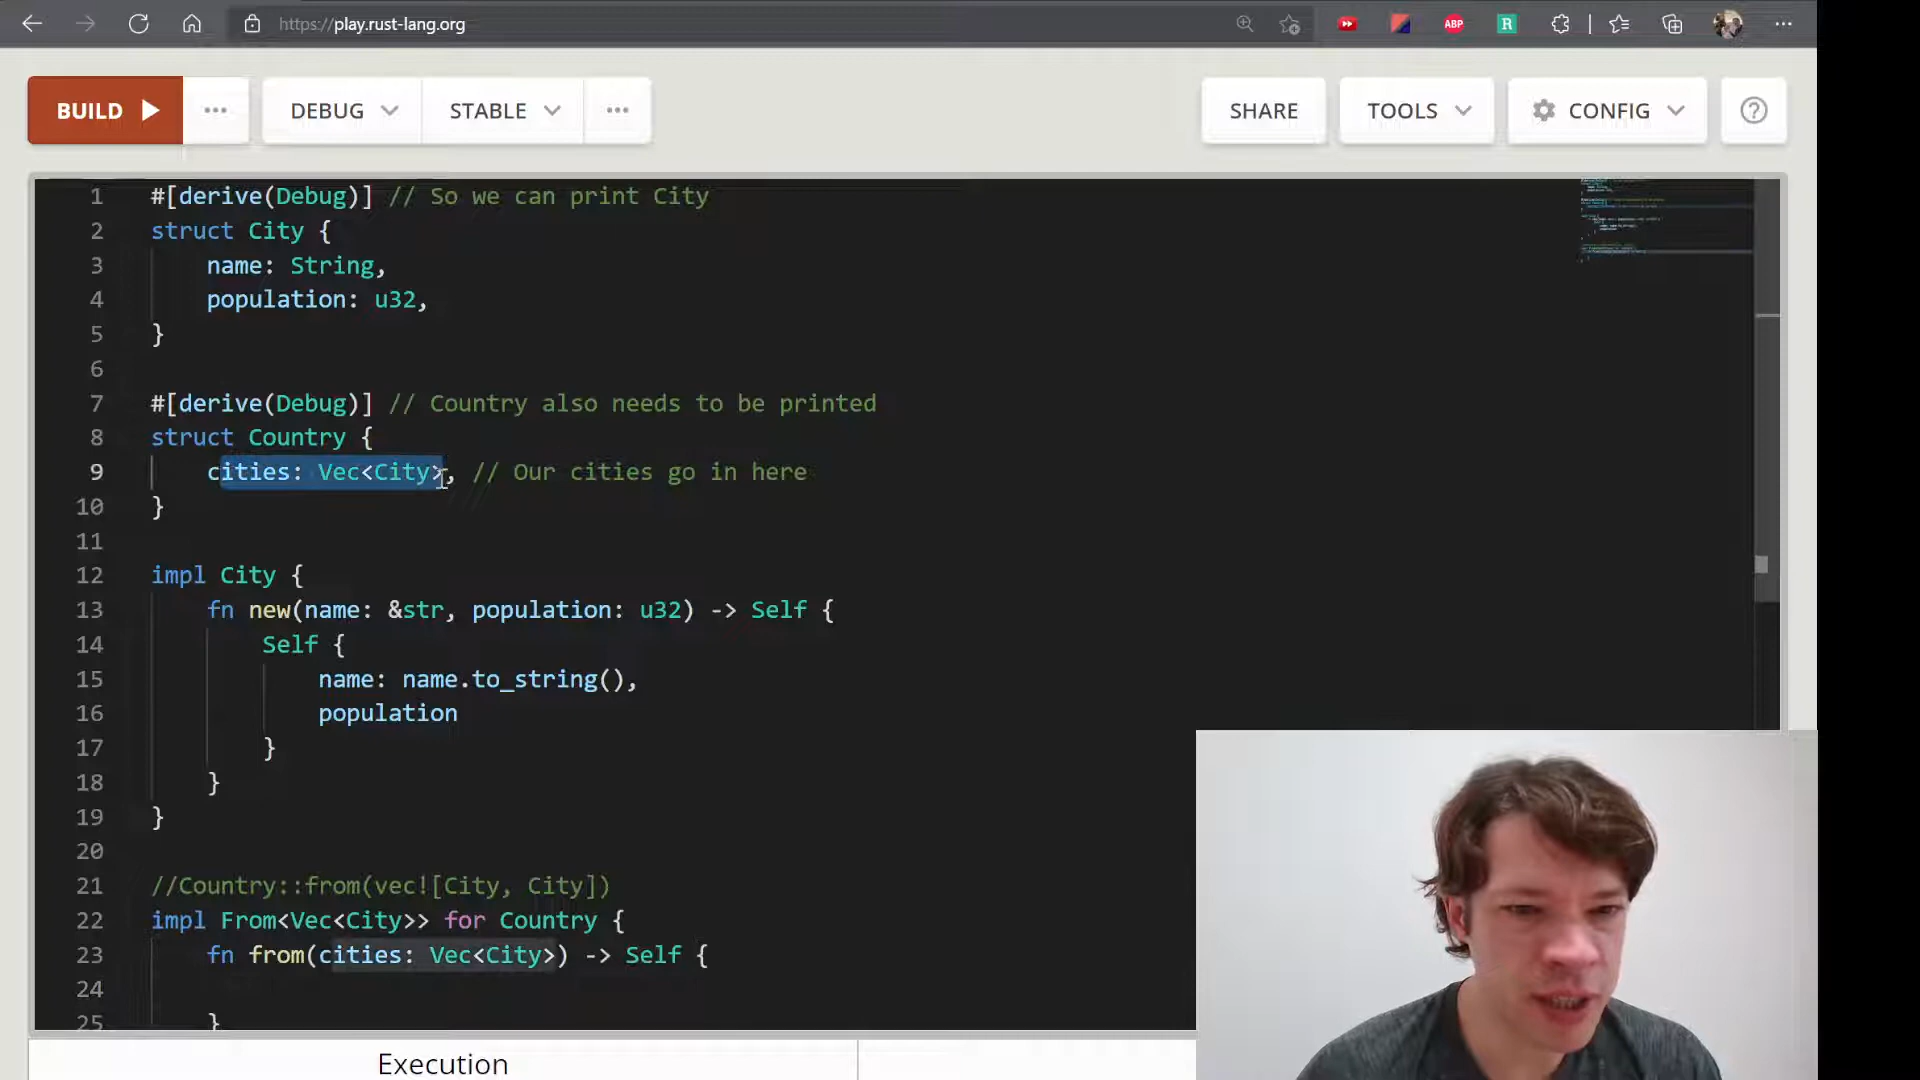 https://play.rust-lang.org
ABP
R
BUILD
DEBUG
STABLE
SHARE
TOOLS
CONFIG
1 #[derive(Debug)] // So we can print City
2 struct City {
3 name: String,
4 population: u32,
5 }
6
7 #[derive(Debug)] // Country also needs to be printed
8 struct Country {
9 cities: Vec<City>, // Our cities go in here
10 }
11
12 impl City {
13 fn new(name: &str, population: u32) -> Self {
14 Self {
15 name: name.to_string(),
16 population
17 }
18 }
19 }
20
21 //Country::from(vec![City, City])
22 impl From<Vec<City>> for Country {
23 fn from(cities: Vec<City>) -> Self {
24
25 }
Execution